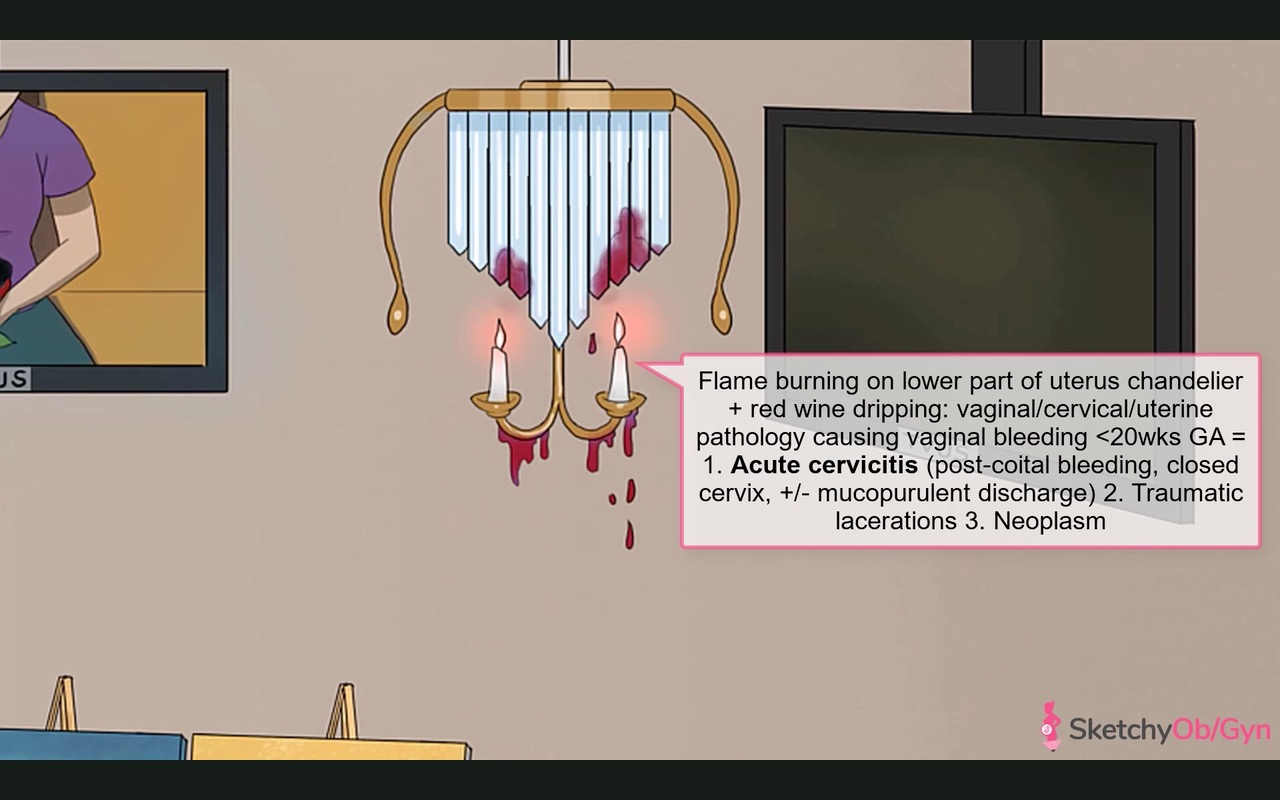 US
Flame burning on lower part of uterus chandelier
+ red wine dripping: vaginal/cervical/uterine
pathology causing vaginal bleeding <20wks GA =
1. Acute cervicitis (post-coital bleeding, closed
cervix, +/- mucopurulent discharge) 2. Traumatic
lacerations 3. Neoplasm
SketchyOb/Gyn